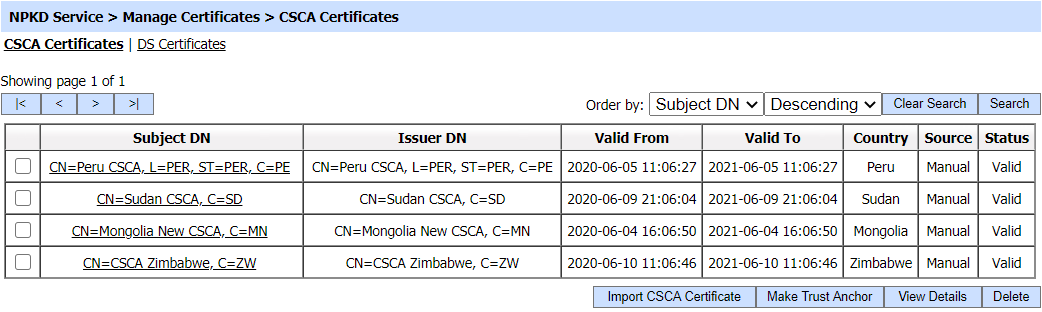 NPKD Service > Manage Certificates > CSCA Certificates
CSCA Certificates | DS Certificates
Showing page 1 of 1
|< < > >| Order by: Subject DN Descending Clear Search Search
Subject DN Issuer DN Valid From Valid To Country Source Status
CN=Peru CSCA, L=PER, ST=PER, C=PE CN=Peru CSCA, L=PER, ST=PER, C=PE 2020-06-05 11:06:27 2021-06-05 11:06:27 Peru Manual Valid
CN=Sudan CSCA, C=SD CN=Sudan CSCA, C=SD 2020-06-09 21:06:04 2021-06-09 21:06:04 Sudan Manual Valid
CN=Mongolia New CSCA, C=MN CN=Mongolia New CSCA, C=MN 2020-06-04 16:06:50 2021-06-04 16:06:50 Mongolia Manual Valid
CN=CSCA Zimbabwe, C=ZW CN=CSCA Zimbabwe, C=ZW 2020-06-10 11:06:46 2021-06-10 11:06:46 Zimbabwe Manual Valid
Import CSCA Certificate Make Trust Anchor View Details Delete